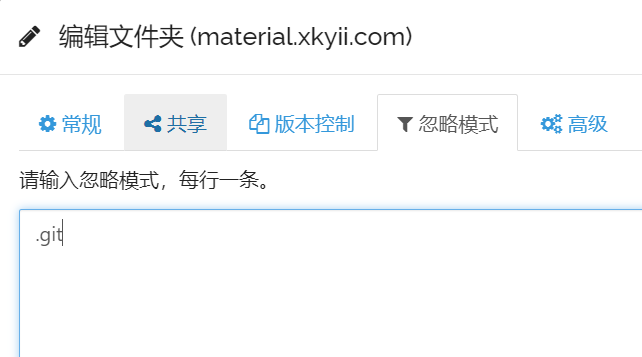 编辑文件夹 (material.xkyii.com)
常规 共享 版本控制 忽略模式 高级
请输入忽略模式，每行一条。
.git